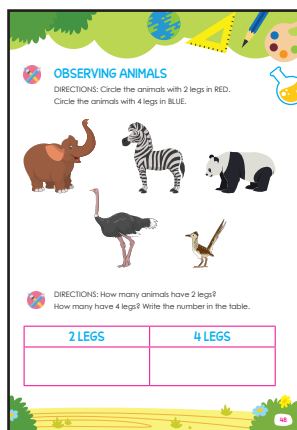 OBSERVING ANIMALS
DIRECTIONS: Circle the animals with 2 legs in RED.
Circle the animals with 4 legs in BLUE.
DIRECTIONS: How many animals have 2 legs?
How many have 4 legs? Write the number in the table.
2 LEGS 4 LEGS
48